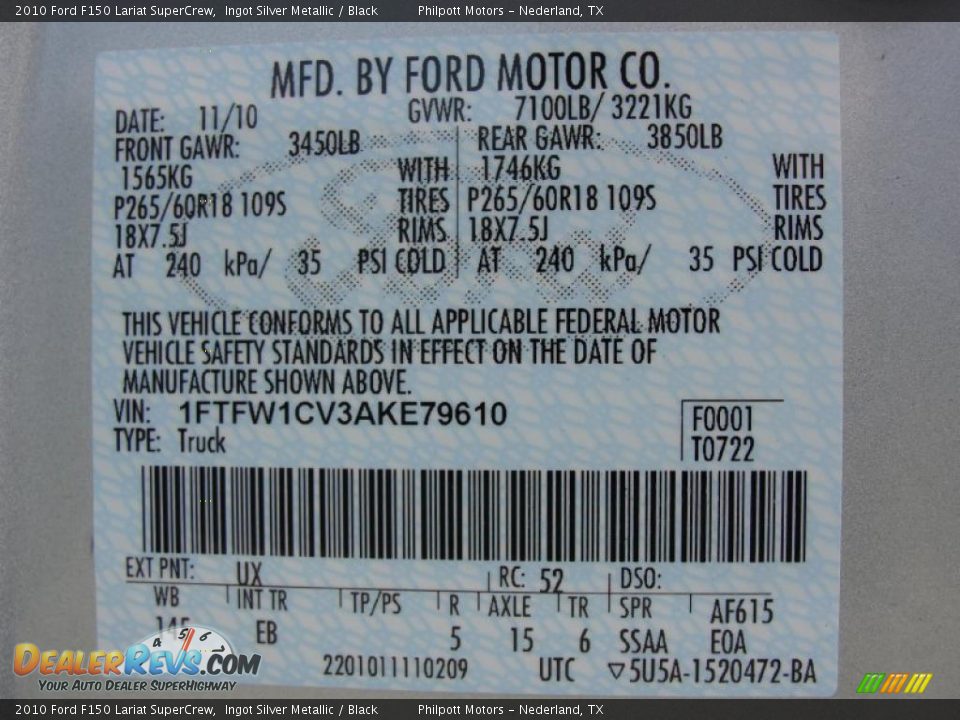 2010 Ford F150 Lariat SuperCrew, Ingot Silver Metallic / Black Philpott Motors - Nederland, TX
MFD. BY FORD MOTOR CO.
DATE: 11/10 GVWR: 7100LB/ 3221KG
FRONT GAWR: 3450LB REAR GAWR: 3850LB
1565KG WITH 1746KG WITH
P265/60R18 109S TIRES P265/60R18 109S TIRES
18X7.5J RIMS 18X7.5J RIMS
AT 240 kPa/ 35 PSI COLD AT 240 kPa/ 35 PSI COLD
THIS VEHICLE CONFORMS TO ALL APPLICABLE FEDERAL MOTOR
VEHICLE SAFETY STANDARDS IN EFFECT ON THE DATE OF
MANUFACTURE SHOWN ABOVE.
VIN: 1FTFW1CV3AKE79610 F0001
TYPE: Truck T0722
EXT PNT: UX RC: 52 DSO:
WB INT TR TP/PS R AXLE TR SPR AF615
145 EB 5 15 6 SSAA E0A
2201011110209 UTC ▽5U5A-1520472-BA
4 5 6
DealerRevs.com
Your Auto Dealer SuperHighway
2010 Ford F150 Lariat SuperCrew, Ingot Silver Metallic / Black Philpott Motors - Nederland, TX